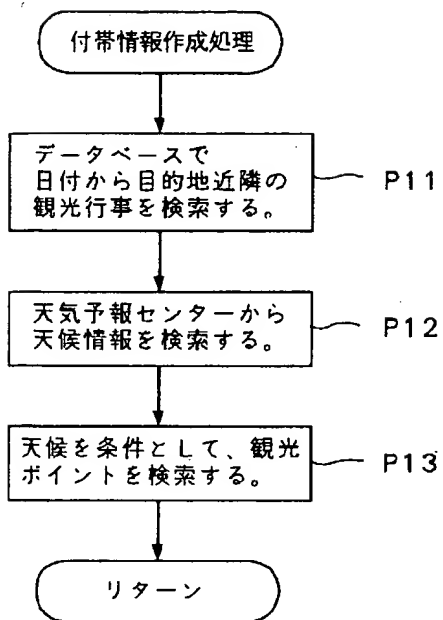 付帯情報作成処理
データベースで
日付から目的地近隣の
観光行事を検索する。
P11
天気予報センターから
天候情報を検索する。
P12
天候を条件として、観光
ポイントを検索する。
P13
リターン